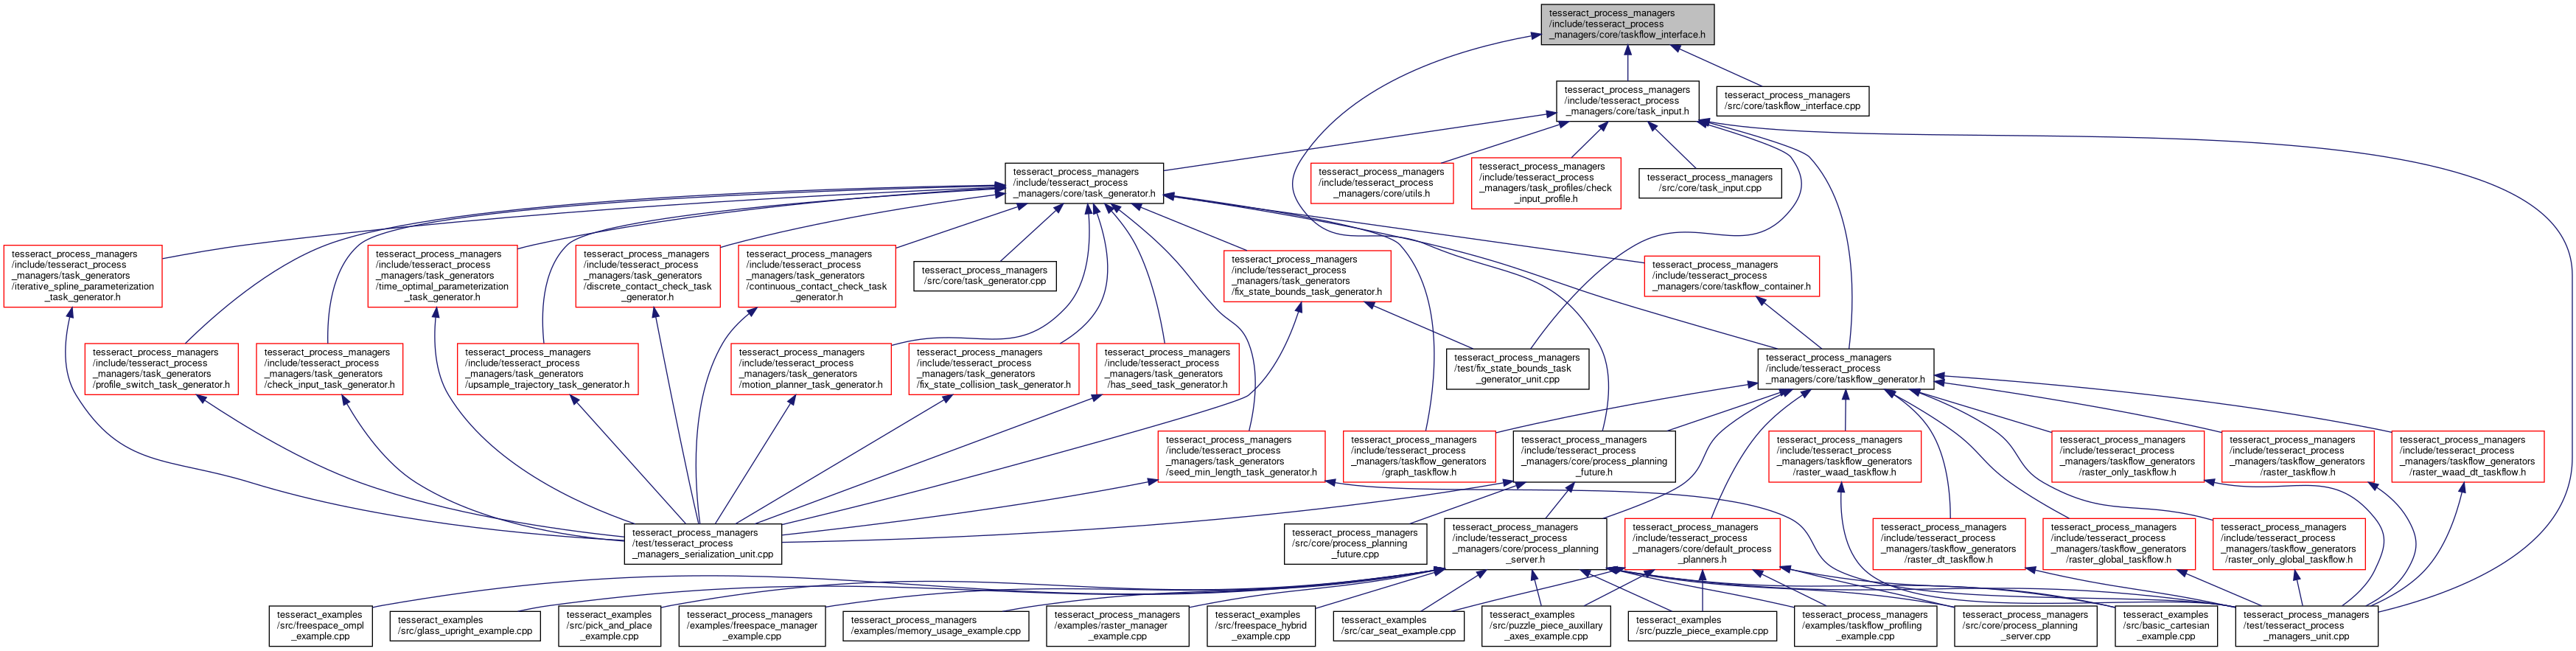 tesseract_process_managers
/include/tesseract_process
_managers/core/taskflow_interface.h
tesseract_process_managers
/include/tesseract_process
_managers/core/task_input.h
tesseract_process_managers
/src/core/taskflow_interface.cpp
tesseract_process_managers
/include/tesseract_process
_managers/core/task_generator.h
tesseract_process_managers
/include/tesseract_process
_managers/core/utils.h
tesseract_process_managers
/include/tesseract_process
_managers/task_profiles/check
_input_profile.h
tesseract_process_managers
/src/core/task_input.cpp
tesseract_process_managers
/include/tesseract_process
_managers/task_generators
/iterative_spline_parameterization
_task_generator.h
tesseract_process_managers
/include/tesseract_process
_managers/task_generators
/time_optimal_parameterization
_task_generator.h
tesseract_process_managers
/include/tesseract_process
_managers/task_generators
/discrete_contact_check_task
_generator.h
tesseract_process_managers
/include/tesseract_process
_managers/task_generators
/continuous_contact_check_task
_generator.h
tesseract_process_managers
/src/core/task_generator.cpp
tesseract_process_managers
/include/tesseract_process
_managers/task_generators
/fix_state_bounds_task_generator.h
tesseract_process_managers
/include/tesseract_process
_managers/core/taskflow_container.h
tesseract_process_managers
/include/tesseract_process
_managers/task_generators
/profile_switch_task_generator.h
tesseract_process_managers
/include/tesseract_process
_managers/task_generators
/check_input_task_generator.h
tesseract_process_managers
/include/tesseract_process
_managers/task_generators
/upsample_trajectory_task_generator.h
tesseract_process_managers
/include/tesseract_process
_managers/task_generators
/motion_planner_task_generator.h
tesseract_process_managers
/include/tesseract_process
_managers/task_generators
/fix_state_collision_task_generator.h
tesseract_process_managers
/include/tesseract_process
_managers/task_generators
/has_seed_task_generator.h
tesseract_process_managers
/test/fix_state_bounds_task
_generator_unit.cpp
tesseract_process_managers
/include/tesseract_process
_managers/core/taskflow_generator.h
tesseract_process_managers
/include/tesseract_process
_managers/task_generators
/seed_min_length_task_generator.h
tesseract_process_managers
/include/tesseract_process
_managers/taskflow_generators
/graph_taskflow.h
tesseract_process_managers
/include/tesseract_process
_managers/core/process_planning
_future.h
tesseract_process_managers
/include/tesseract_process
_managers/taskflow_generators
/raster_waad_taskflow.h
tesseract_process_managers
/include/tesseract_process
_managers/taskflow_generators
/raster_only_taskflow.h
tesseract_process_managers
/include/tesseract_process
_managers/taskflow_generators
/raster_taskflow.h
tesseract_process_managers
/include/tesseract_process
_managers/taskflow_generators
/raster_waad_dt_taskflow.h
tesseract_process_managers
/test/tesseract_process
_managers_serialization_unit.cpp
tesseract_process_managers
/src/core/process_planning
_future.cpp
tesseract_process_managers
/include/tesseract_process
_managers/core/process_planning
_server.h
tesseract_process_managers
/include/tesseract_process
_managers/core/default_process
_planners.h
tesseract_process_managers
/include/tesseract_process
_managers/taskflow_generators
/raster_dt_taskflow.h
tesseract_process_managers
/include/tesseract_process
_managers/taskflow_generators
/raster_global_taskflow.h
tesseract_process_managers
/include/tesseract_process
_managers/taskflow_generators
/raster_only_global_taskflow.h
tesseract_examples
/src/freespace_ompl
_example.cpp
tesseract_examples
/src/glass_upright_example.cpp
tesseract_examples
/src/pick_and_place
_example.cpp
tesseract_process_managers
/examples/freespace_manager
_example.cpp
tesseract_process_managers
/examples/memory_usage_example.cpp
tesseract_process_managers
/examples/raster_manager
_example.cpp
tesseract_examples
/src/freespace_hybrid
_example.cpp
tesseract_examples
/src/car_seat_example.cpp
tesseract_examples
/src/puzzle_piece_auxillary
_axes_example.cpp
tesseract_examples
/src/puzzle_piece_example.cpp
tesseract_process_managers
/examples/taskflow_profiling
_example.cpp
tesseract_process_managers
/src/core/process_planning
_server.cpp
tesseract_examples
/src/basic_cartesian
_example.cpp
tesseract_process_managers
/test/tesseract_process
_managers_unit.cpp